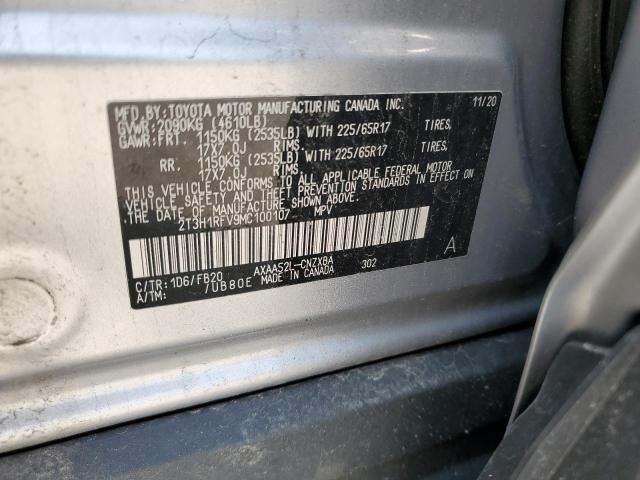 MFD.BY:TOYOTA MOTOR MANUFACTURING CANADA INC. 11/20
GVWR:2090KG (4610LB)
GAWR:FRT. 1150KG (2535LB) WITH 225/65R17 TIRES.
17X7.0J RIMS.
RR. 1150KG (2535LB) WITH 225/65R17 TIRES.
17X7.0J RIMS.
THIS VEHICLE CONFORMS TO ALL APPLICABLE FEDERAL MOTOR
VEHICLE SAFETY AND THEFT PREVENTION STANDARDS IN EFFECT ON
THE DATE OF MANUFACTURE SHOWN ABOVE.
2T3H1RFV9MC100107 MPV
A
C/TR:1D6/FB20 AXAA52L-CNZXBA 302
A/TM: /UB80E MADE IN CANADA